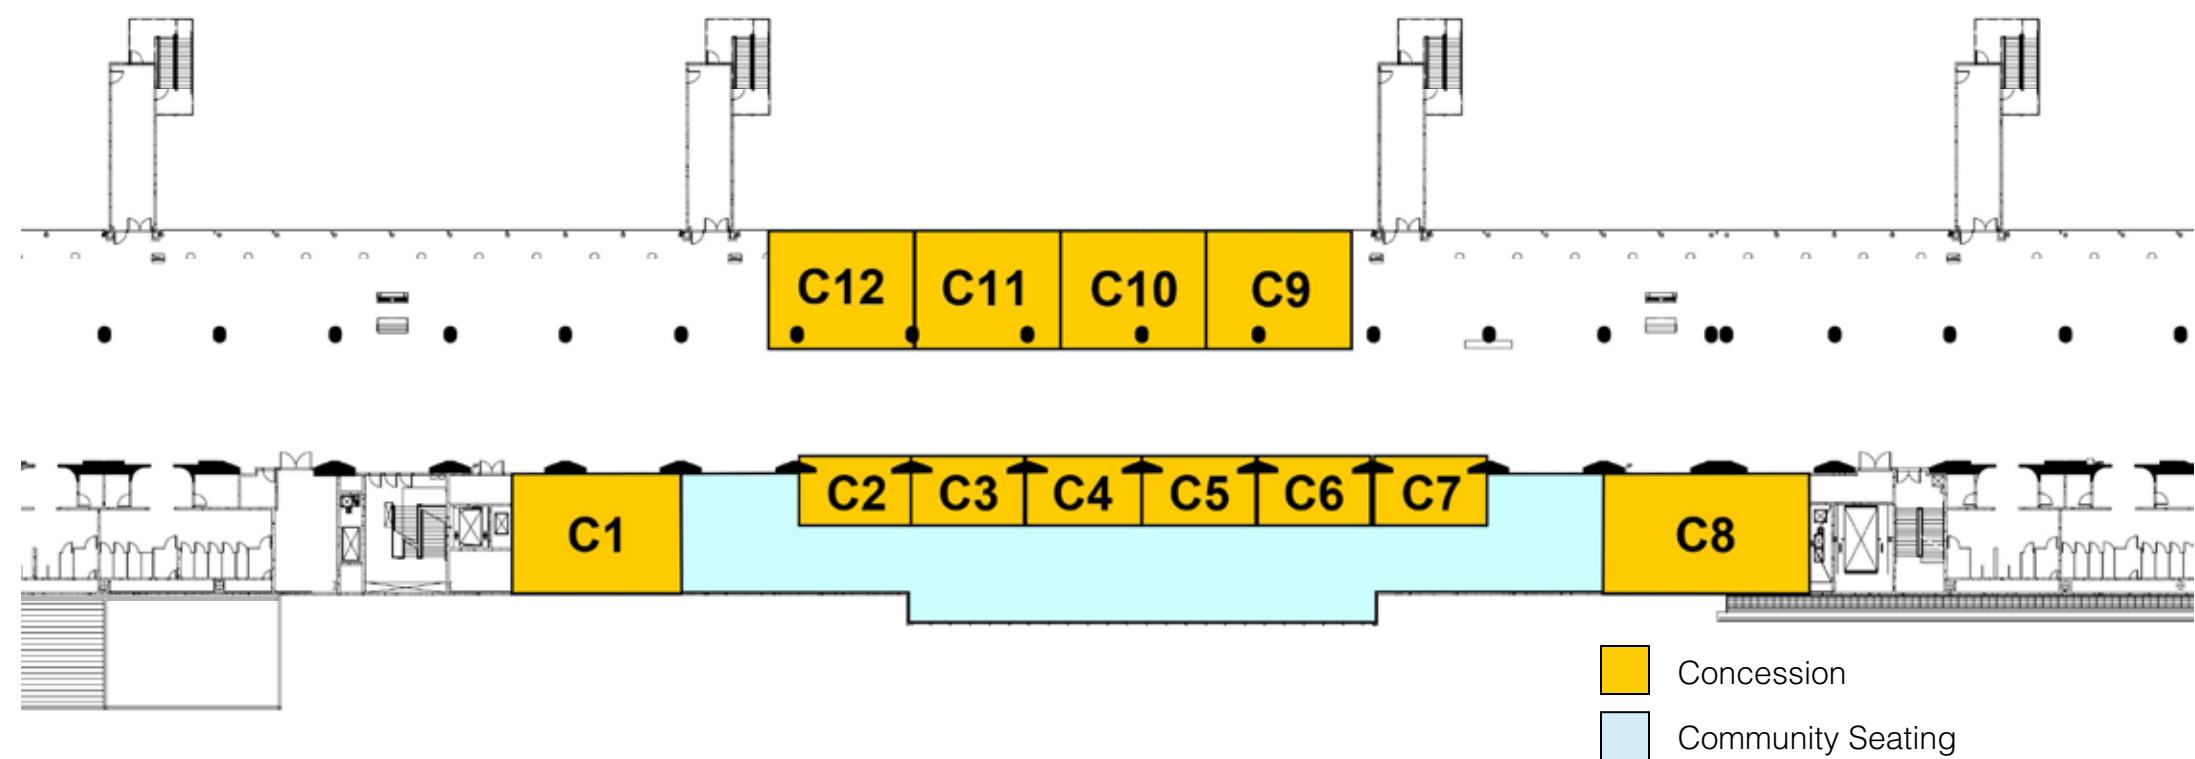 C12 C11 C10 C9
C2 C3 C4 C5 C6 C7
C1 C8
Concession
Community Seating